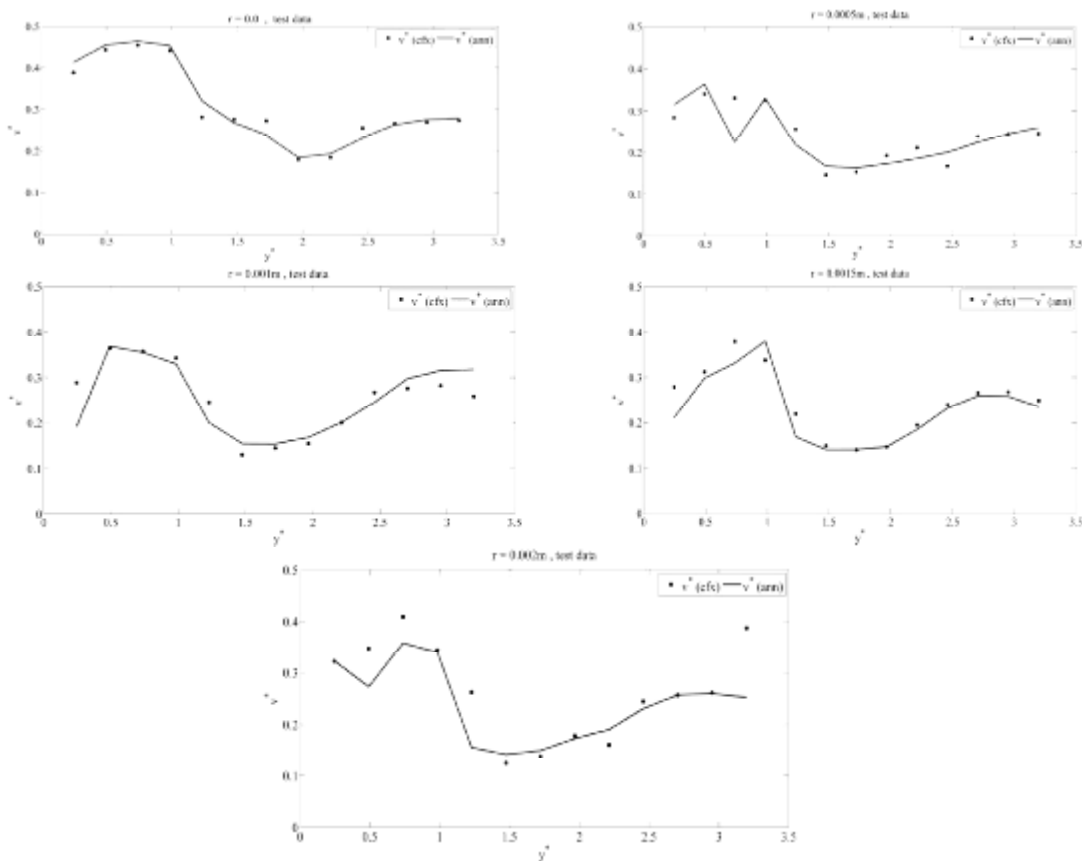 r = 0.0 , test data
v* (cfx) v* (ann)
0.5
0.4
0.3
0.2
0.1
0
v*
0 0.5 1 1.5 2 2.5 3 3.5
y*
r = 0.0005m , test data
v* (cfx) v* (ann)
0.5
0.4
0.3
0.2
0.1
0
v*
0 0.5 1 1.5 2 2.5 3 3.5
y*
r = 0.001m , test data
v* (cfx) v* (ann)
0.5
0.4
0.3
0.2
0.1
0
v*
0 0.5 1 1.5 2 2.5 3 3.5
y*
r = 0.0015m , test data
v* (cfx) v* (ann)
0.5
0.4
0.3
0.2
0.1
0
v*
0 0.5 1 1.5 2 2.5 3 3.5
y*
r = 0.002m , test data
v* (cfx) v* (ann)
0.5
0.4
0.3
0.2
0.1
0
v*
0 0.5 1 1.5 2 2.5 3 3.5
y*